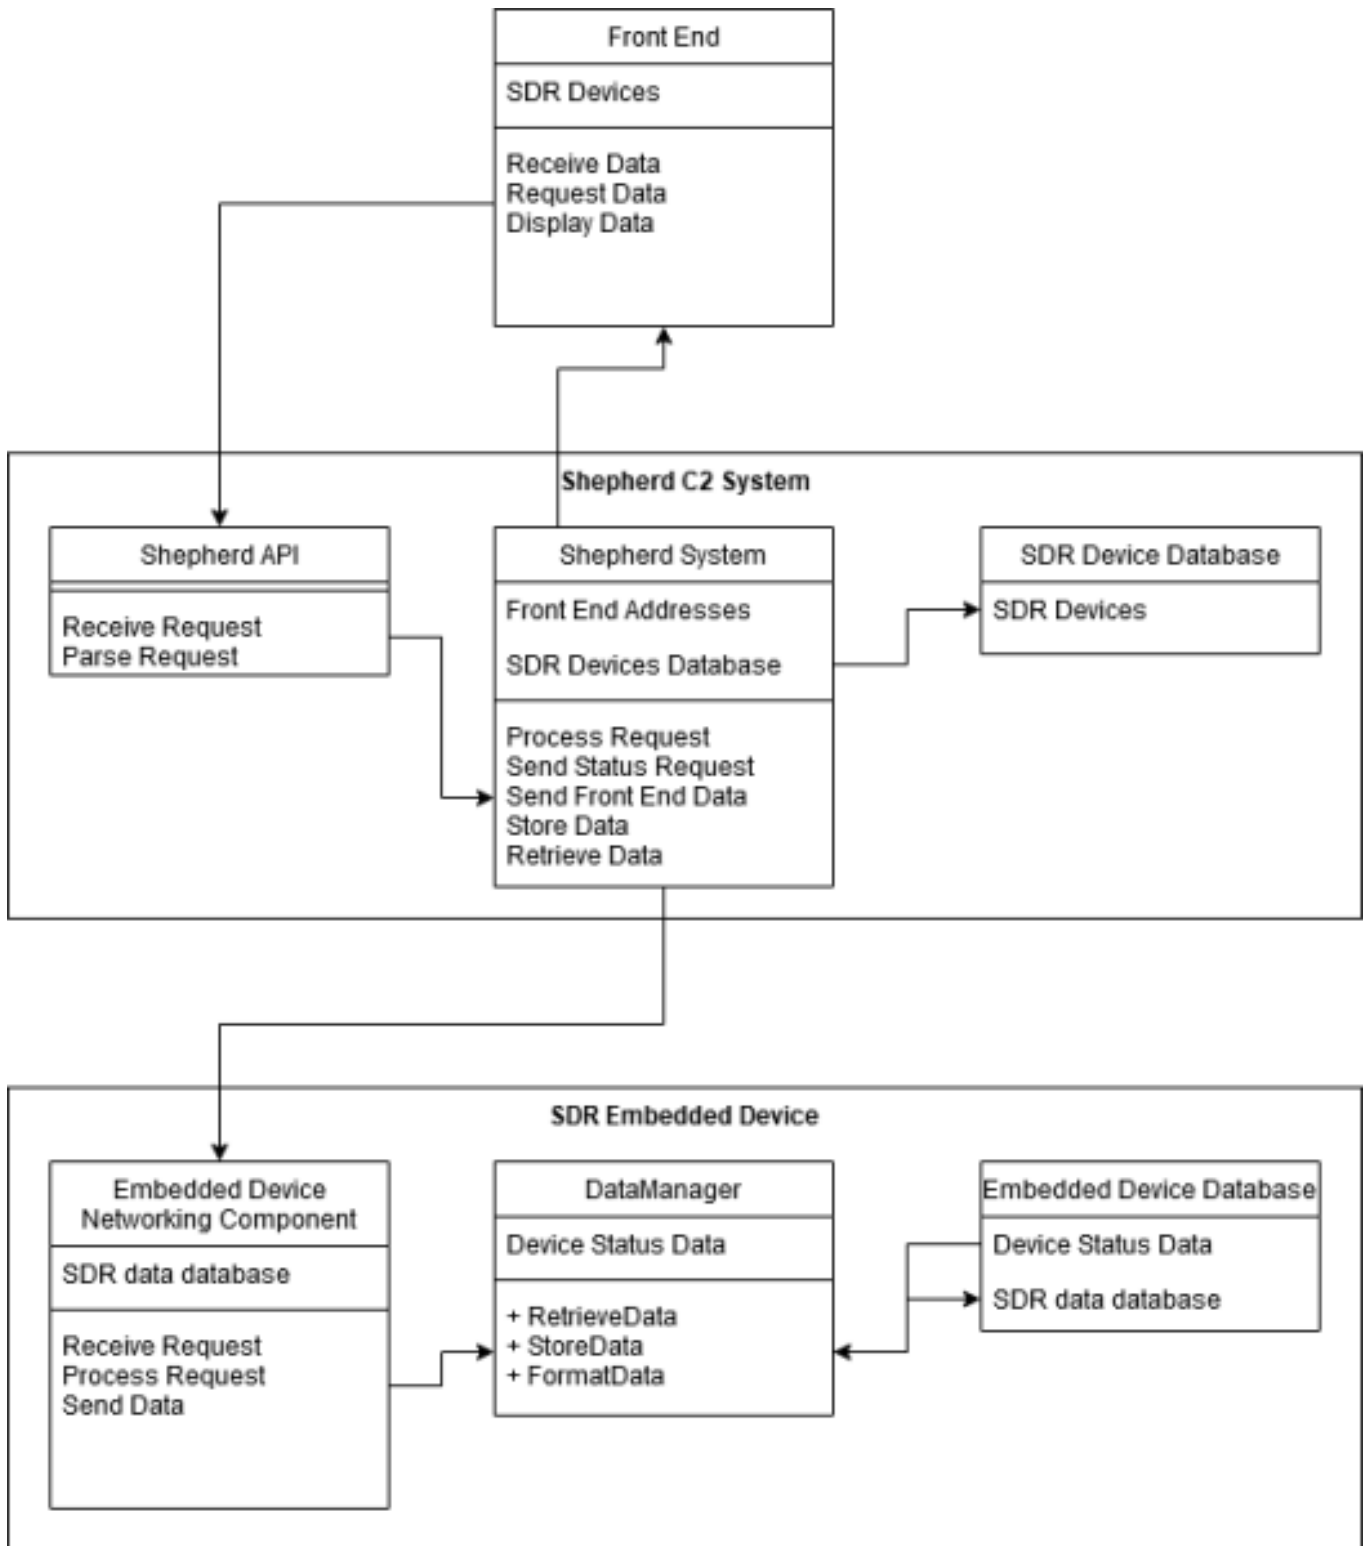 Front End
SDR Devices
Receive Data
Request Data
Display Data
Shepherd C2 System
Shepherd API
Receive Request
Parse Request
Shepherd System
Front End Addresses
SDR Devices Database
Process Request
Send Status Request
Send Front End Data
Store Data
Retrieve Data
SDR Device Database
SDR Devices
SDR Embedded Device
Embedded Device
Networking Component
SDR data database
Receive Request
Process Request
Send Data
DataManager
Device Status Data
+ RetrieveData
+ StoreData
+ FormatData
Embedded Device Database
Device Status Data
SDR data database